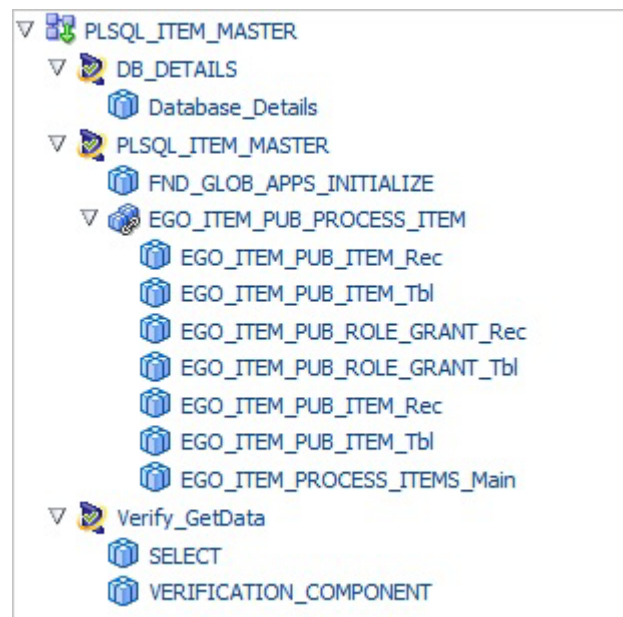 PLSQL_ITEM_MASTER
DB_DETAILS
Database_Details
PLSQL_ITEM_MASTER
FND_GLOB_APPS_INITIALIZE
EGO_ITEM_PUB_PROCESS_ITEM
EGO_ITEM_PUB_ITEM_Rec
EGO_ITEM_PUB_ITEM_Tbl
EGO_ITEM_PUB_ROLE_GRANT_Rec
EGO_ITEM_PUB_ROLE_GRANT_Tbl
EGO_ITEM_PUB_ITEM_Rec
EGO_ITEM_PUB_ITEM_Tbl
EGO_ITEM_PROCESS_ITEMS_Main
Verify_GetData
SELECT
VERIFICATION_COMPONENT